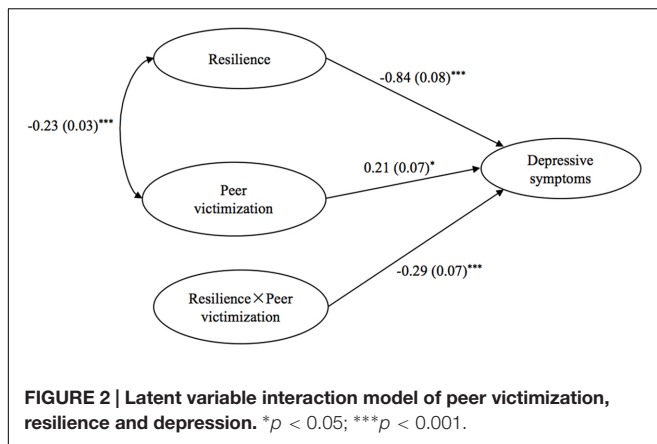 Resilience
-0.84 (0.08)***
-0.23 (0.03)***
Peer
victimization
0.21 (0.07)*
Depressive
symptoms
-0.29 (0.07)***
Resilience×Peer
victimization
FIGURE 2 | Latent variable interaction model of peer victimization,
resilience and depression. *p < 0.05; ***p < 0.001.